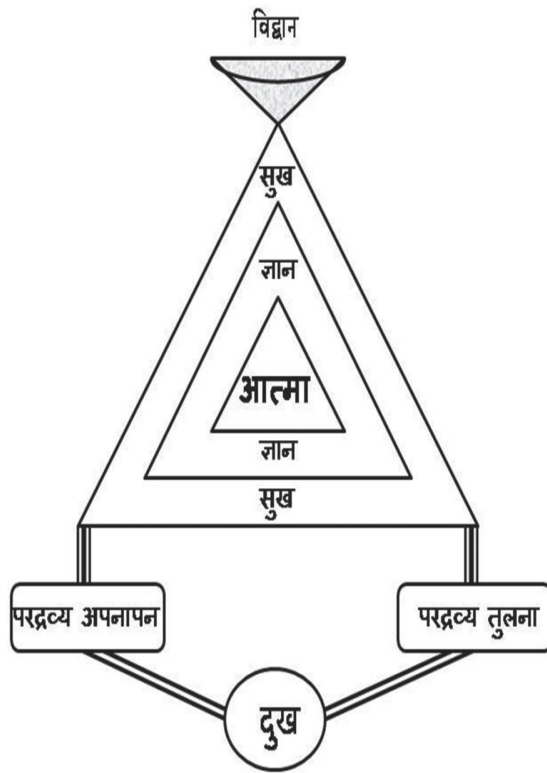 विद्वान
सुख
ज्ञान
आत्मा
ज्ञान
सुख
परद्रव्य अपनापन
परद्रव्य तुलना
दुख